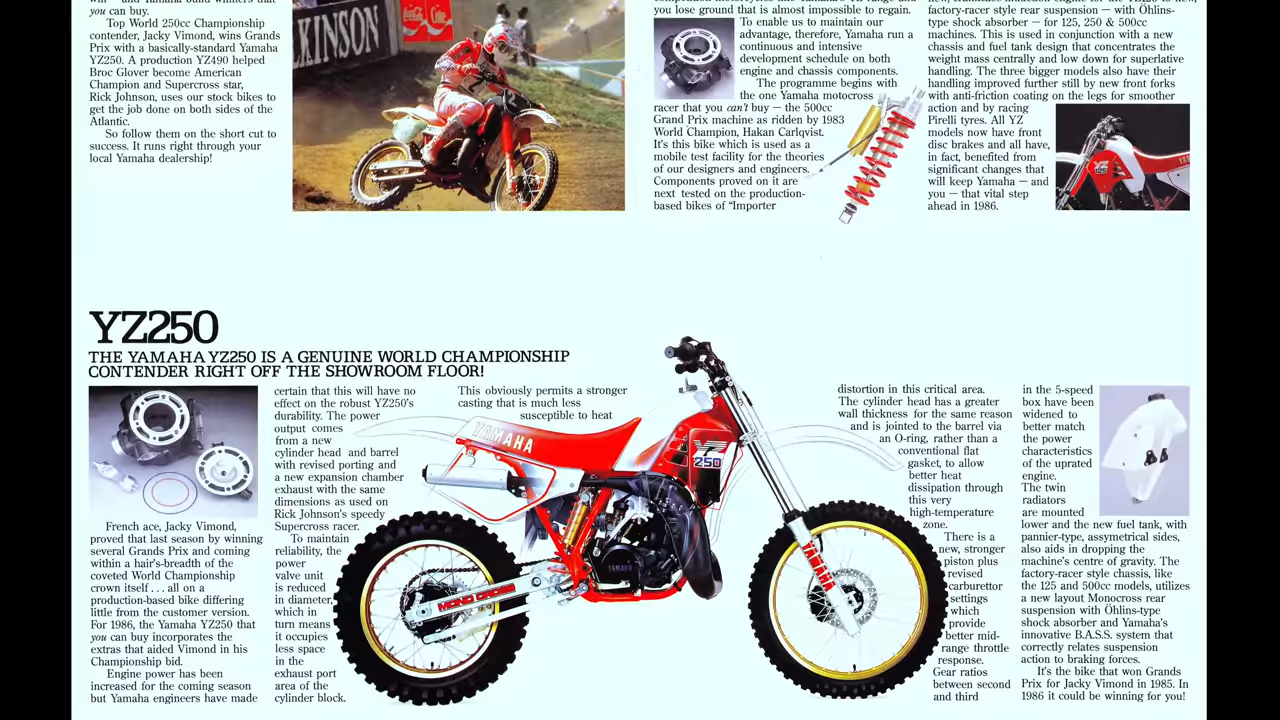 you can buy.
Top World 250cc Championship
contender, Jacky Vimond, wins Grands
Prix with a basically-standard Yamaha
YZ250. A production YZ490 helped
Broc Glover become American
Champion and Supercross star,
Rick Johnson, uses our stock bikes to
get the job done on both sides of the
Atlantic.
So follow them on the short cut to
success. It runs right through your
local Yamaha dealership!
LKINSON
Coca-Cola
Coke
2
you lose ground that is almost impossible to regain.
To enable us to maintain our
advantage, therefore, Yamaha run a
continuous and intensive
development schedule on both
engine and chassis components.
The programme begins with
the one Yamaha motocross
racer that you can't buy — the 500cc
Grand Prix machine as ridden by 1983
World Champion, Hakan Carlqvist.
It's this bike which is used as a
mobile test facility for the theories
of our designers and engineers.
Components proved on it are
next tested on the production-
based bikes of "Importer
factory-racer style rear suspension — with Öhlins-
type shock absorber — for 125, 250 & 500cc
machines. This is used in conjunction with a new
chassis and fuel tank design that concentrates the
weight mass centrally and low down for superlative
handling. The three bigger models also have their
handling improved further still by new front forks
with anti-friction coating on the legs for smoother
action and by racing
Pirelli tyres. All YZ
models now have front
disc brakes and all have,
in fact, benefited from
significant changes that
will keep Yamaha — and
you — that vital step
ahead in 1986.
YZ
125
YAM
YZ250
THE YAMAHA YZ250 IS A GENUINE WORLD CHAMPIONSHIP
CONTENDER RIGHT OFF THE SHOWROOM FLOOR!
French ace, Jacky Vimond,
proved that last season by winning
several Grands Prix and coming
within a hair's-breadth of the
coveted World Championship
crown itself . . . all on a
production-based bike differing
little from the customer version.
For 1986, the Yamaha YZ250 that
you can buy incorporates the
extras that aided Vimond in his
Championship bid.
Engine power has been
increased for the coming season
but Yamaha engineers have made
certain that this will have no
effect on the robust YZ250's
durability. The power
output comes
from a new
cylinder head and barrel
with revised porting and
a new expansion chamber
exhaust with the same
dimensions as used on
Rick Johnson's speedy
Supercross racer.
To maintain
reliability, the
power
valve unit
is reduced
in diameter,
which in
turn means
it occupies
less space
in the
exhaust port
area of the
cylinder block.
This obviously permits a stronger
casting that is much less
susceptible to heat
YAMAHA
YZ
250
YAMAHA
MONO CROSS
YAMAHA
distortion in this critical area.
The cylinder head has a greater
wall thickness for the same reason
and is jointed to the barrel via
an O-ring, rather than a
conventional flat
gasket, to allow
better heat
dissipation through
this very
high-temperature
zone.
There is a
new, stronger
piston plus
revised
carburettor
settings
which
provide
better mid-
range throttle
response.
Gear ratios
between second
and third
in the 5-speed
box have been
widened to
better match
the power
characteristics
of the uprated
engine.
The twin
radiators
are mounted
lower and the new fuel tank, with
pannier-type, assymetrical sides,
also aids in dropping the
machine's centre of gravity. The
factory-racer style chassis, like
the 125 and 500cc models, utilizes
a new layout Monocross rear
suspension with Öhlins-type
shock absorber and Yamaha's
innovative B.A.S.S. system that
correctly relates suspension
action to braking forces.
It's the bike that won Grands
Prix for Jacky Vimond in 1985. In
1986 it could be winning for you!